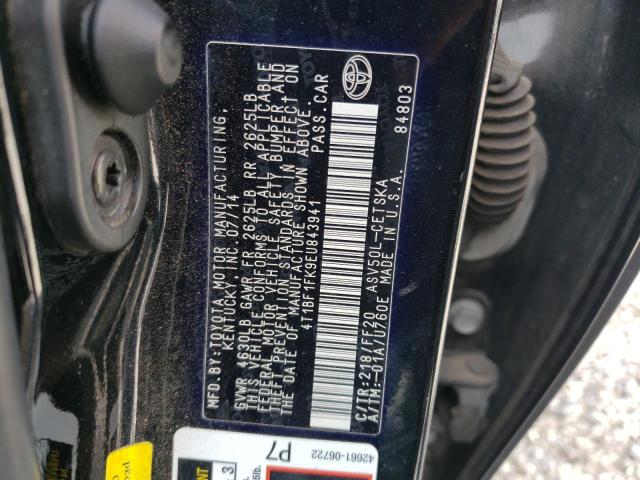 MFD. BY: TOYOTA MOTOR MANUFACTURING,
KENTUCKY, INC. 07/14
GVWR 4630LB GAWR FR 2625LB RR 2625LB
THIS VEHICLE CONFORMS TO ALL APPLICABLE
FEDERAL MOTOR VEHICLE SAFETY, BUMPER AND
THEFT PREVENTION STANDARDS IN EFFECT ON
THE DATE OF MANUFACTURE SHOWN ABOVE.
4T1BF1FK9EU843941 PASS. CAR
C/TR:218/FF20 ASV50L-CETSKA
A/TM:-01A/U760E MADE IN U.S.A.
84803
42661-06722
P7